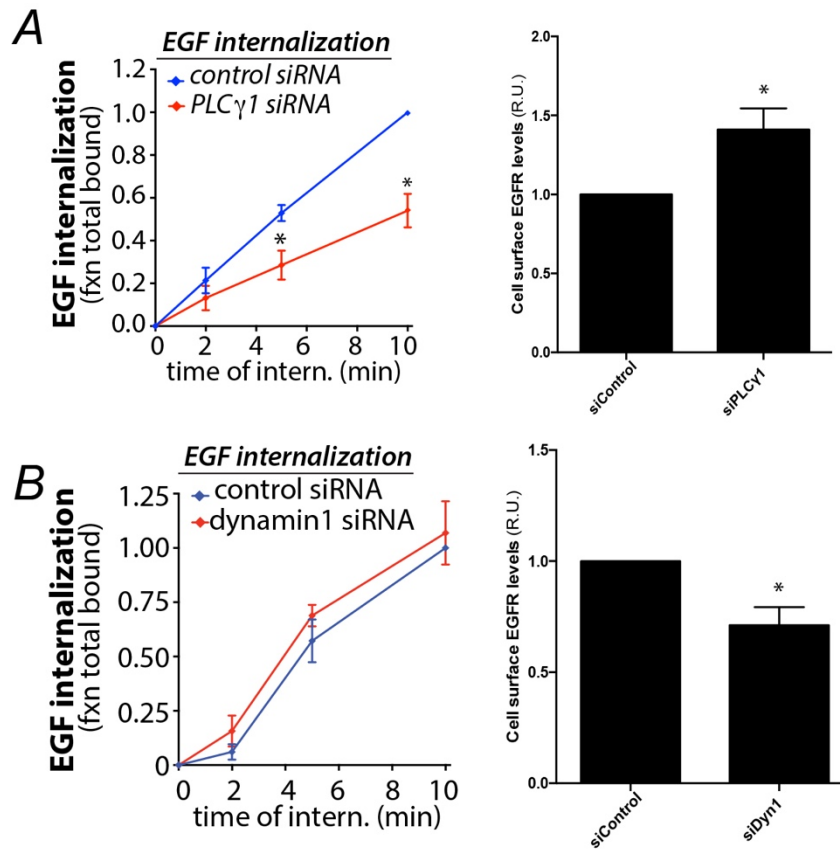 A
EGF internalization
control siRNA
PLCγ1 siRNA
EGF internalization
(fxn total bound)
1.2
1.0
0.8
0.6
0.4
0.2
0.0
*
*
0 2 4 6 8 10
time of intern. (min)
Cell surface EGFR levels (R.U.)
2.0
1.5
1.0
0.5
0.0
*
siControl
siPLCγ1
B
EGF internalization
control siRNA
dynamin1 siRNA
EGF internalization
(fxn total bound)
1.25
1.00
0.75
0.50
0.25
0
0 2 4 6 8 10
time of intern. (min)
Cell surface EGFR levels (R.U.)
1.5
1.0
0.5
0.0
*
siControl
siDyn1